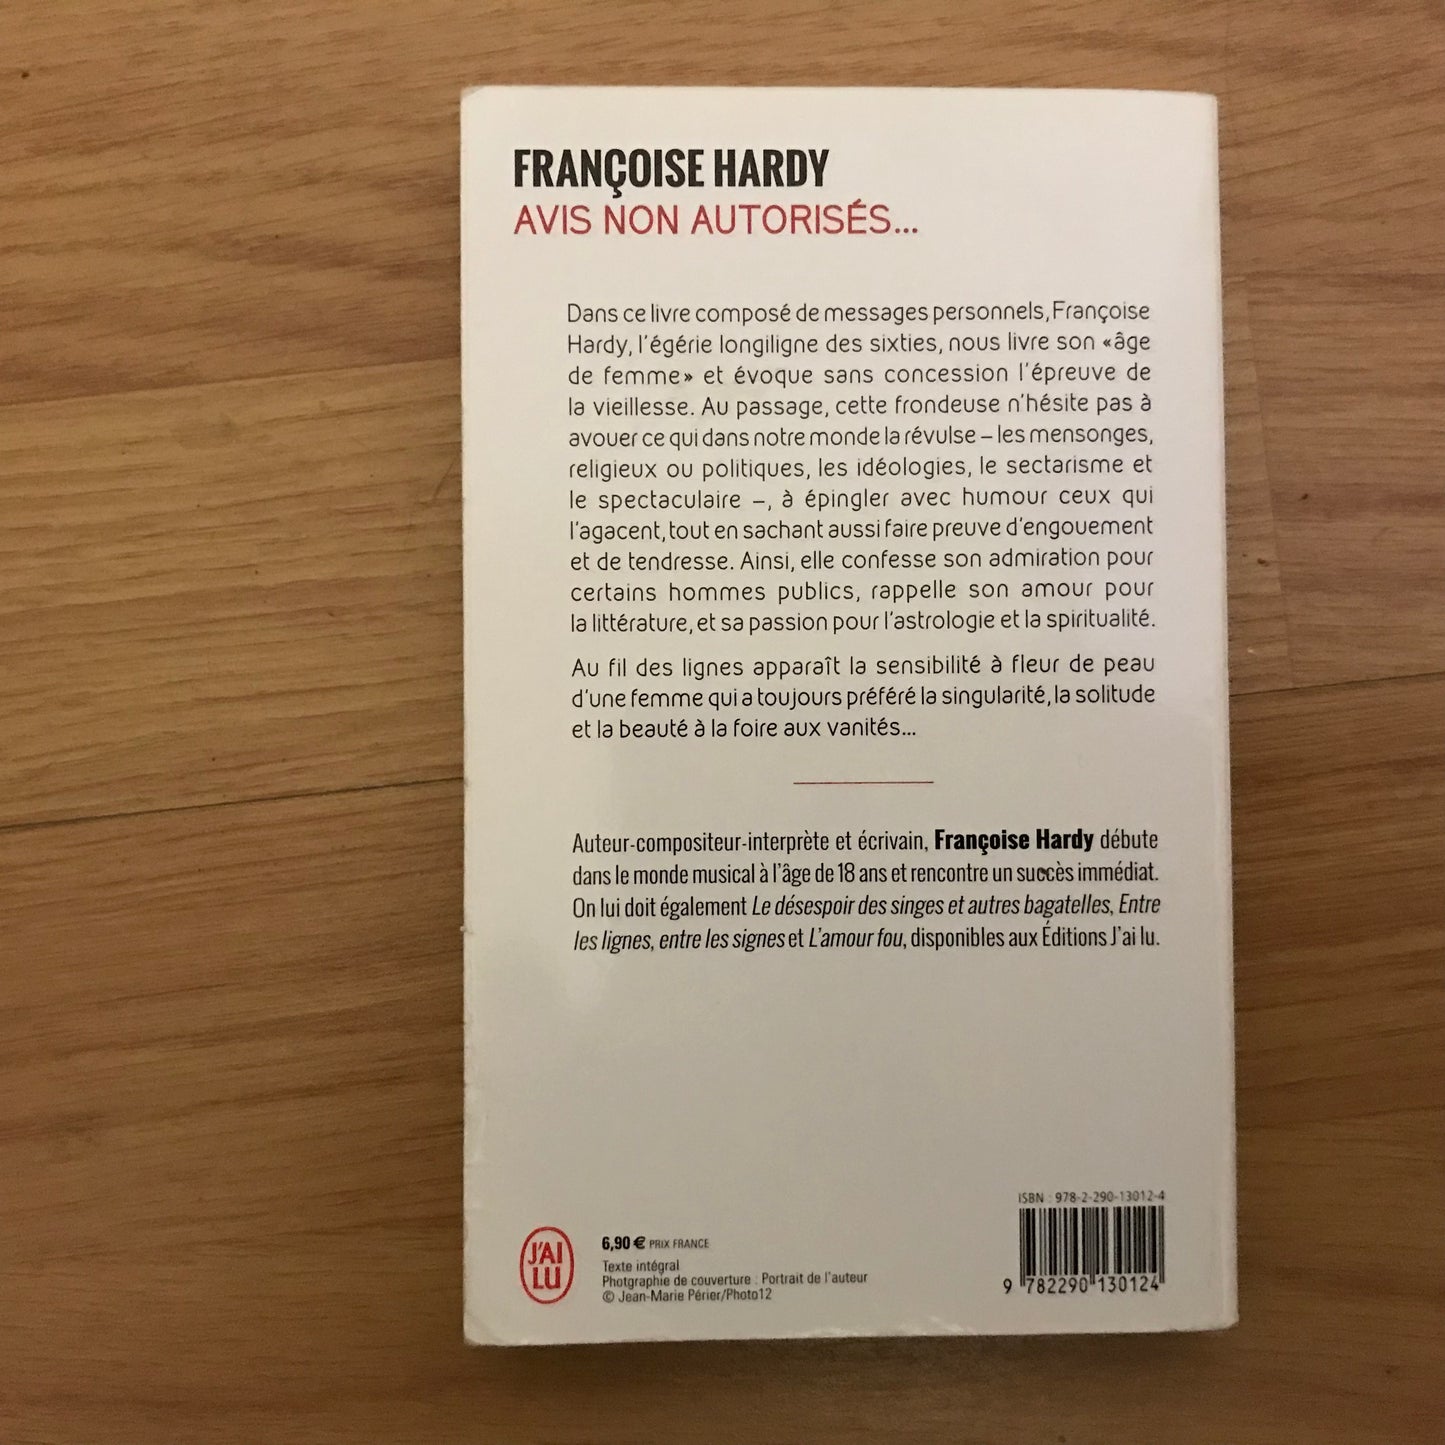 FRANÇOISE HARDY
AVIS NON AUTORISÉS...
Dans ce livre composé de messages personnels, Françoise
Hardy, l'égérie longiligne des sixties, nous livre son «âge
de femme» et évoque sans concession l'épreuve de
la vieillesse. Au passage, cette frondeuse n'hésite pas à
avouer ce qui dans notre monde la révulse – les mensonges,
religieux ou politiques, les idéologies, le sectarisme et
le spectaculaire –, à épingler avec humour ceux qui
l'agacent, tout en sachant aussi faire preuve d'engouement
et de tendresse. Ainsi, elle confesse son admiration pour
certains hommes publics, rappelle son amour pour
la littérature, et sa passion pour l'astrologie et la spiritualité.
Au fil des lignes apparaît la sensibilité à fleur de peau
d'une femme qui a toujours préféré la singularité, la solitude
et la beauté à la foire aux vanités...
Auteur-compositeur-interprète et écrivain, Françoise Hardy débute
dans le monde musical à l'âge de 18 ans et rencontre un succès immédiat.
On lui doit également Le désespoir des singes et autres bagatelles, Entre
les lignes, entre les signes et L'amour fou, disponibles aux Éditions J'ai lu.
ISBN : 978-2-290-13012-4
9 782290 130124
J'AI
LU
6,90 € PRIX FRANCE
Texte intégral
Photgraphie de couverture : Portrait de l'auteur
© Jean-Marie Périer/Photo12